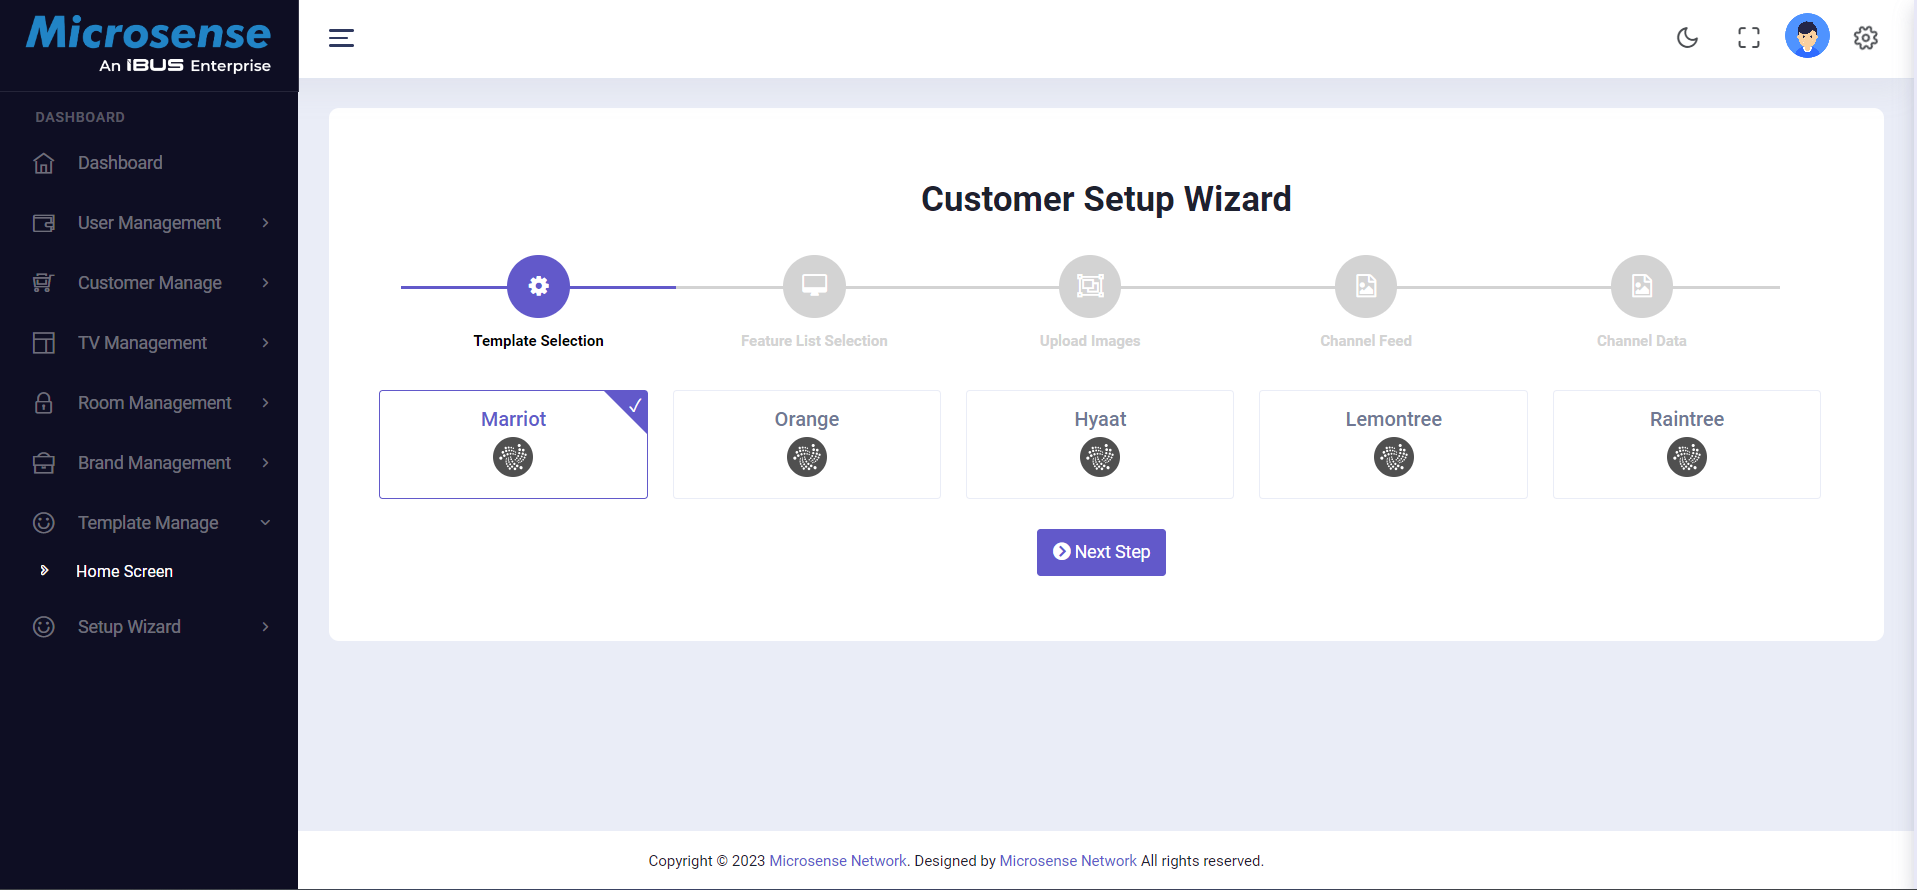 Microsense
An iBUS Enterprise
DASHBOARD
Dashboard
User Management
Customer Manage
TV Management
Room Management
Brand Management
Template Manage
Home Screen
Setup Wizard
Customer Setup Wizard
Template Selection
Feature List Selection
Upload Images
Channel Feed
Channel Data
Marriot
Orange
Hyaat
Lemontree
Raintree
Next Step
Copyright © 2023 Microsense Network. Designed by Microsense Network All rights reserved.